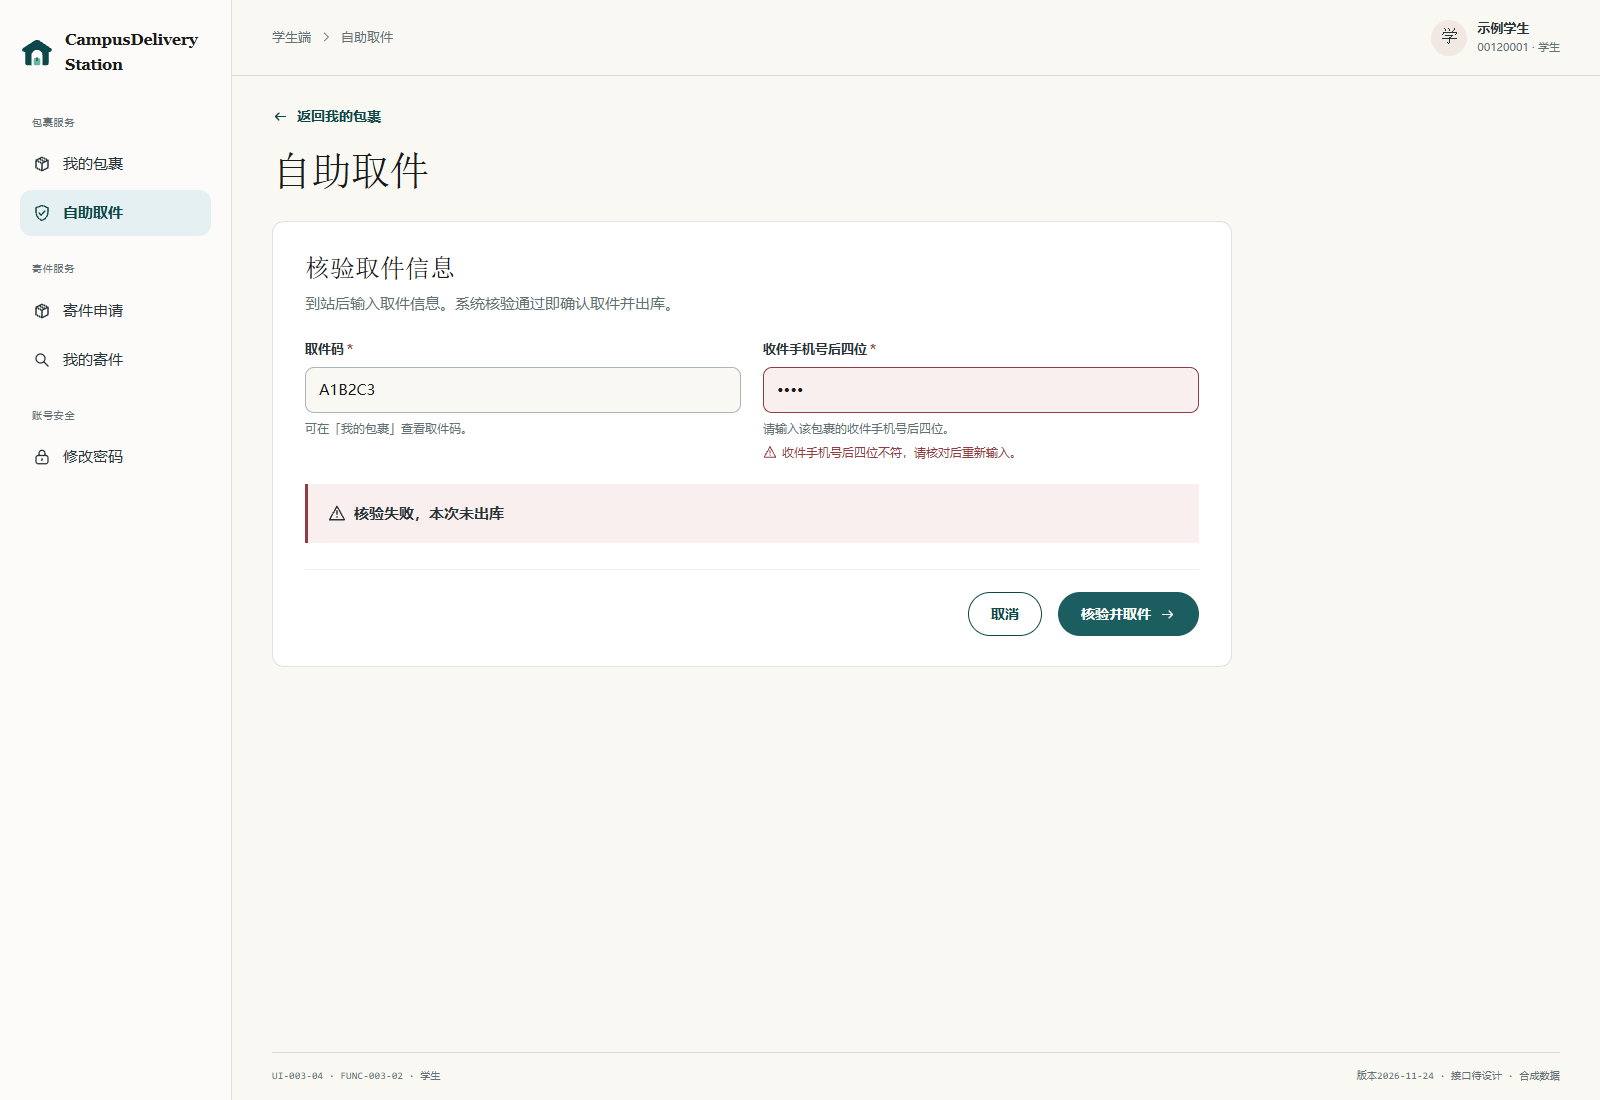 CampusDelivery
Station
包裹服务
我的包裹
自助取件
寄件服务
寄件申请
我的寄件
账号安全
修改密码
学生端 > 自助取件
学
示例学生
00120001 · 学生
← 返回我的包裹
自助取件
核验取件信息
到站后输入取件信息。系统核验通过即确认取件并出库。
取件码 *
A1B2C3
可在「我的包裹」查看取件码。
收件手机号后四位 *
••••
请输入该包裹的收件手机号后四位。
收件手机号后四位不符，请核对后重新输入。
核验失败，本次未出库
取消
核验并取件 →
UI-003-04 · FUNC-003-02 · 学生
版本2026-11-24 · 接口待设计 · 合成数据